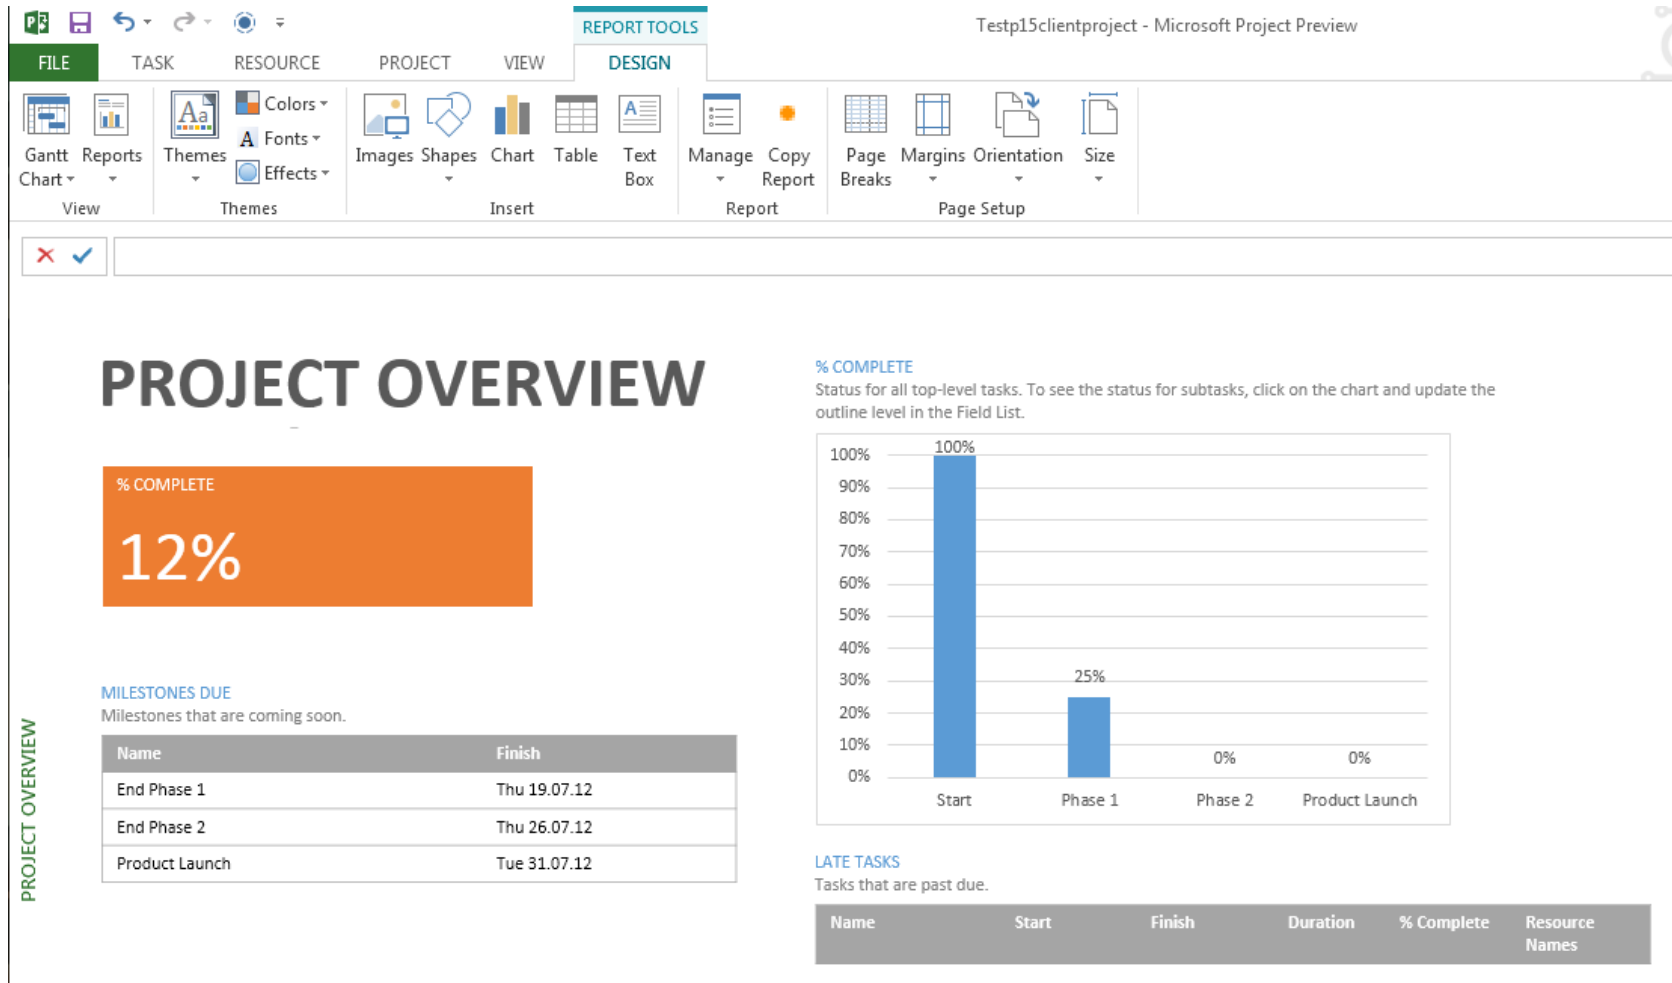 REPORT TOOLS
Testp15clientproject - Microsoft Project Preview
FILE TASK RESOURCE PROJECT VIEW DESIGN
Gantt Chart Reports Themes Colors Fonts Effects Images Shapes Chart Table Text Box Manage Copy Report Page Breaks Margins Orientation Size
View Themes Insert Report Page Setup
PROJECT OVERVIEW
% COMPLETE
12%
MILESTONES DUE
Milestones that are coming soon.
Name Finish
End Phase 1 Thu 19.07.12
End Phase 2 Thu 26.07.12
Product Launch Tue 31.07.12
PROJECT OVERVIEW
% COMPLETE
Status for all top-level tasks. To see the status for subtasks, click on the chart and update the
outline level in the Field List.
100%
90%
80%
70%
60%
50%
40%
30%
20%
10%
0%
100%
25%
0%
0%
Start Phase 1 Phase 2 Product Launch
LATE TASKS
Tasks that are past due.
Name Start Finish Duration % Complete Resource
Names